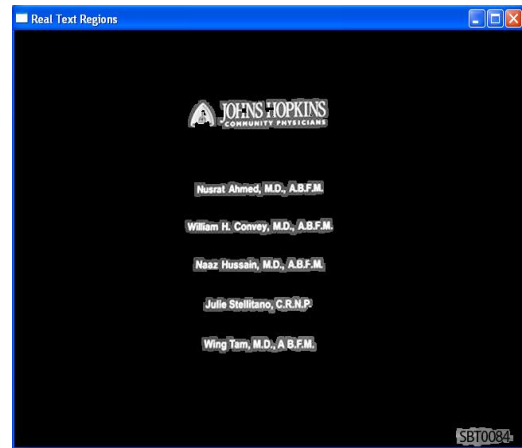 Real Text Regions
JOHNS HOPKINS
COMMUNITY PHYSICIANS
Nusrat Ahmed, M.D., A.B.F.M.
William H. Convey, M.D., A.B.F.M.
Naaz Hussain, M.D., A.B.F.M.
Julie Stellitano, C.R.N.P.
Wing Tam, M.D., A B.F.M.
SBT0084